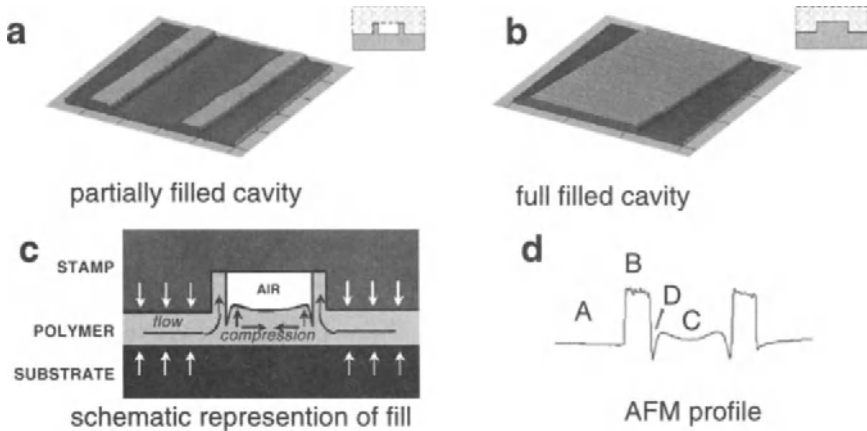 a
b
partially filled cavity
full filled cavity
c
d
STAMP
AIR
POLYMER
flow
compression
SUBSTRATE
schematic represention of fill
A
B
D
C
AFM profile